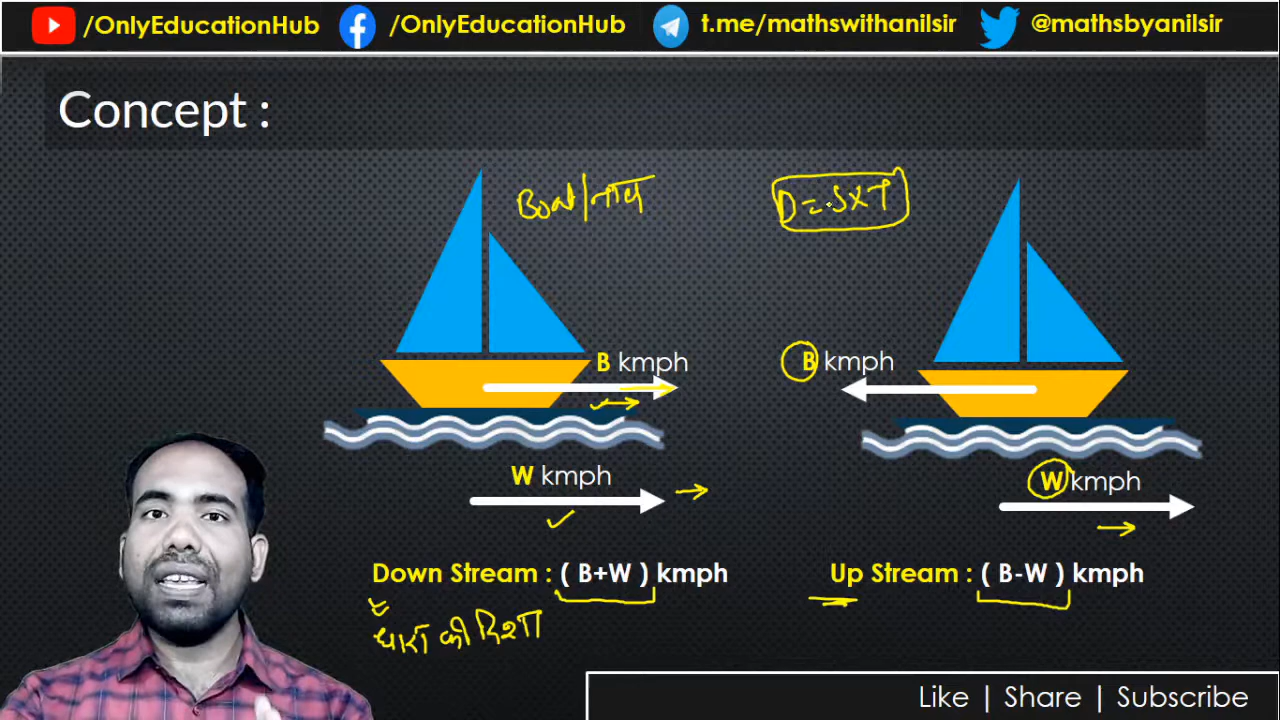 /OnlyEducationHub /OnlyEducationHub t.me/mathswithanilsir @mathsbyanilsir
Concept :
Boat/नाव
D=S×T
B kmph
B kmph
W kmph
W kmph
Down Stream : ( B+W ) kmph
Up Stream : ( B-W ) kmph
धारा की दिशा
Like | Share | Subscribe